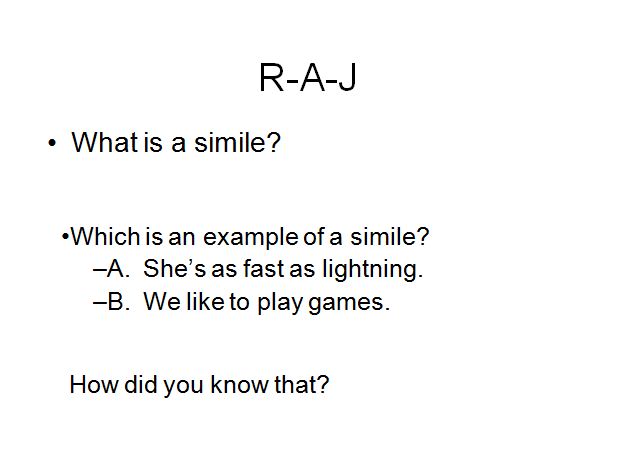 R-A-J
• What is a simile?
•Which is an example of a simile?
–A. She’s as fast as lightning.
–B. We like to play games.
How did you know that?